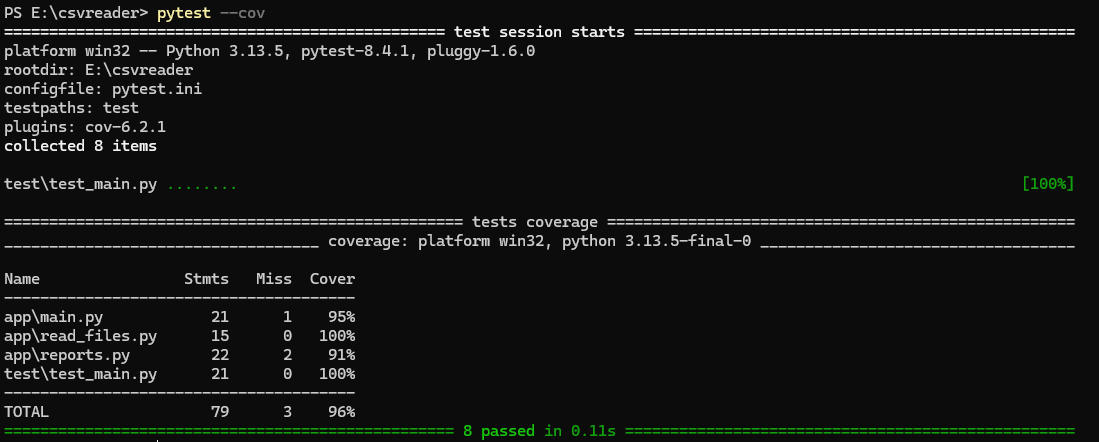 PS E:\csvreader> pytest --cov
================================================= test session starts =================================================
platform win32 -- Python 3.13.5, pytest-8.4.1, pluggy-1.6.0
rootdir: E:\csvreader
configfile: pytest.ini
testpaths: test
plugins: cov-6.2.1
collected 8 items
test\test_main.py ........ [100%]
=================================================== tests coverage ====================================================
___________________________________ coverage: platform win32, python 3.13.5-final-0 ___________________________________
Name                Stmts   Miss  Cover
---------------------------------------
app\main.py            21      1    95%
app\read_files.py      15      0   100%
app\reports.py         22      2    91%
test\test_main.py      21      0   100%
---------------------------------------
TOTAL                  79      3    96%
================================================== 8 passed in 0.11s ==================================================